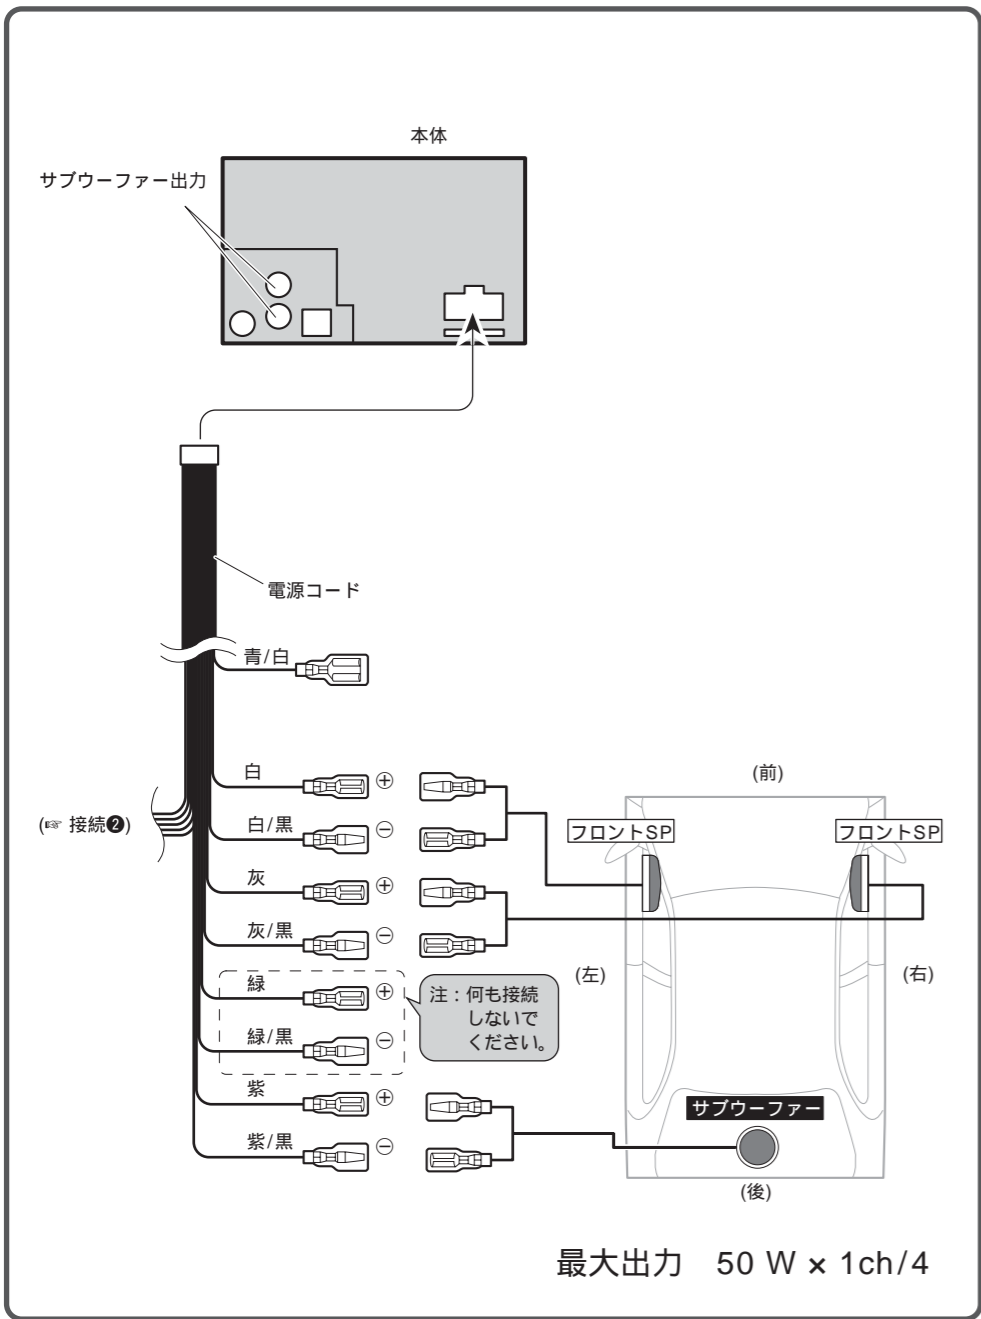 本体
サブウーファー出力
電源コード
青/白
白
⊕
白/黒
⊖
(☞ 接続❷)
灰
⊕
灰/黒
⊖
緑
⊕
緑/黒
⊖
注：何も接続
しないで
ください。
紫
⊕
紫/黒
⊖
(前)
フロントSP
フロントSP
(左)
(右)
サブウーファー
(後)
最大出力　50 W × 1ch/4